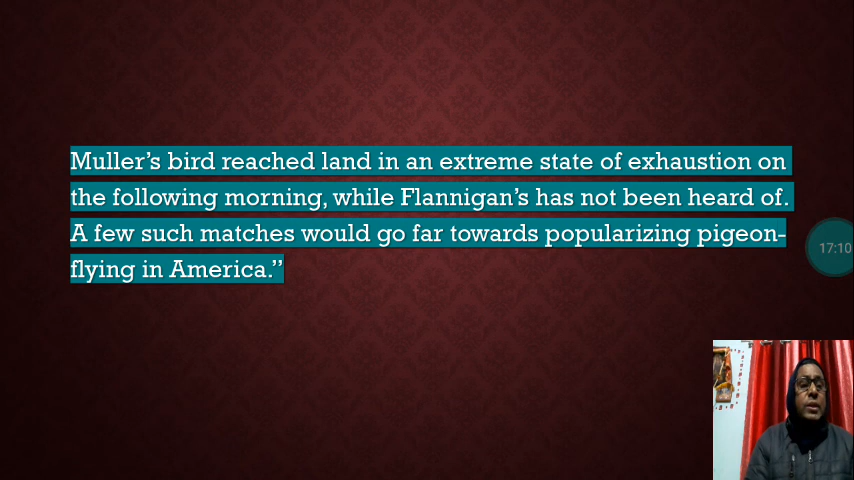 Muller’s bird reached land in an extreme state of exhaustion on
the following morning, while Flannigan’s has not been heard of.
A few such matches would go far towards popularizing pigeon-
flying in America.”
17:10